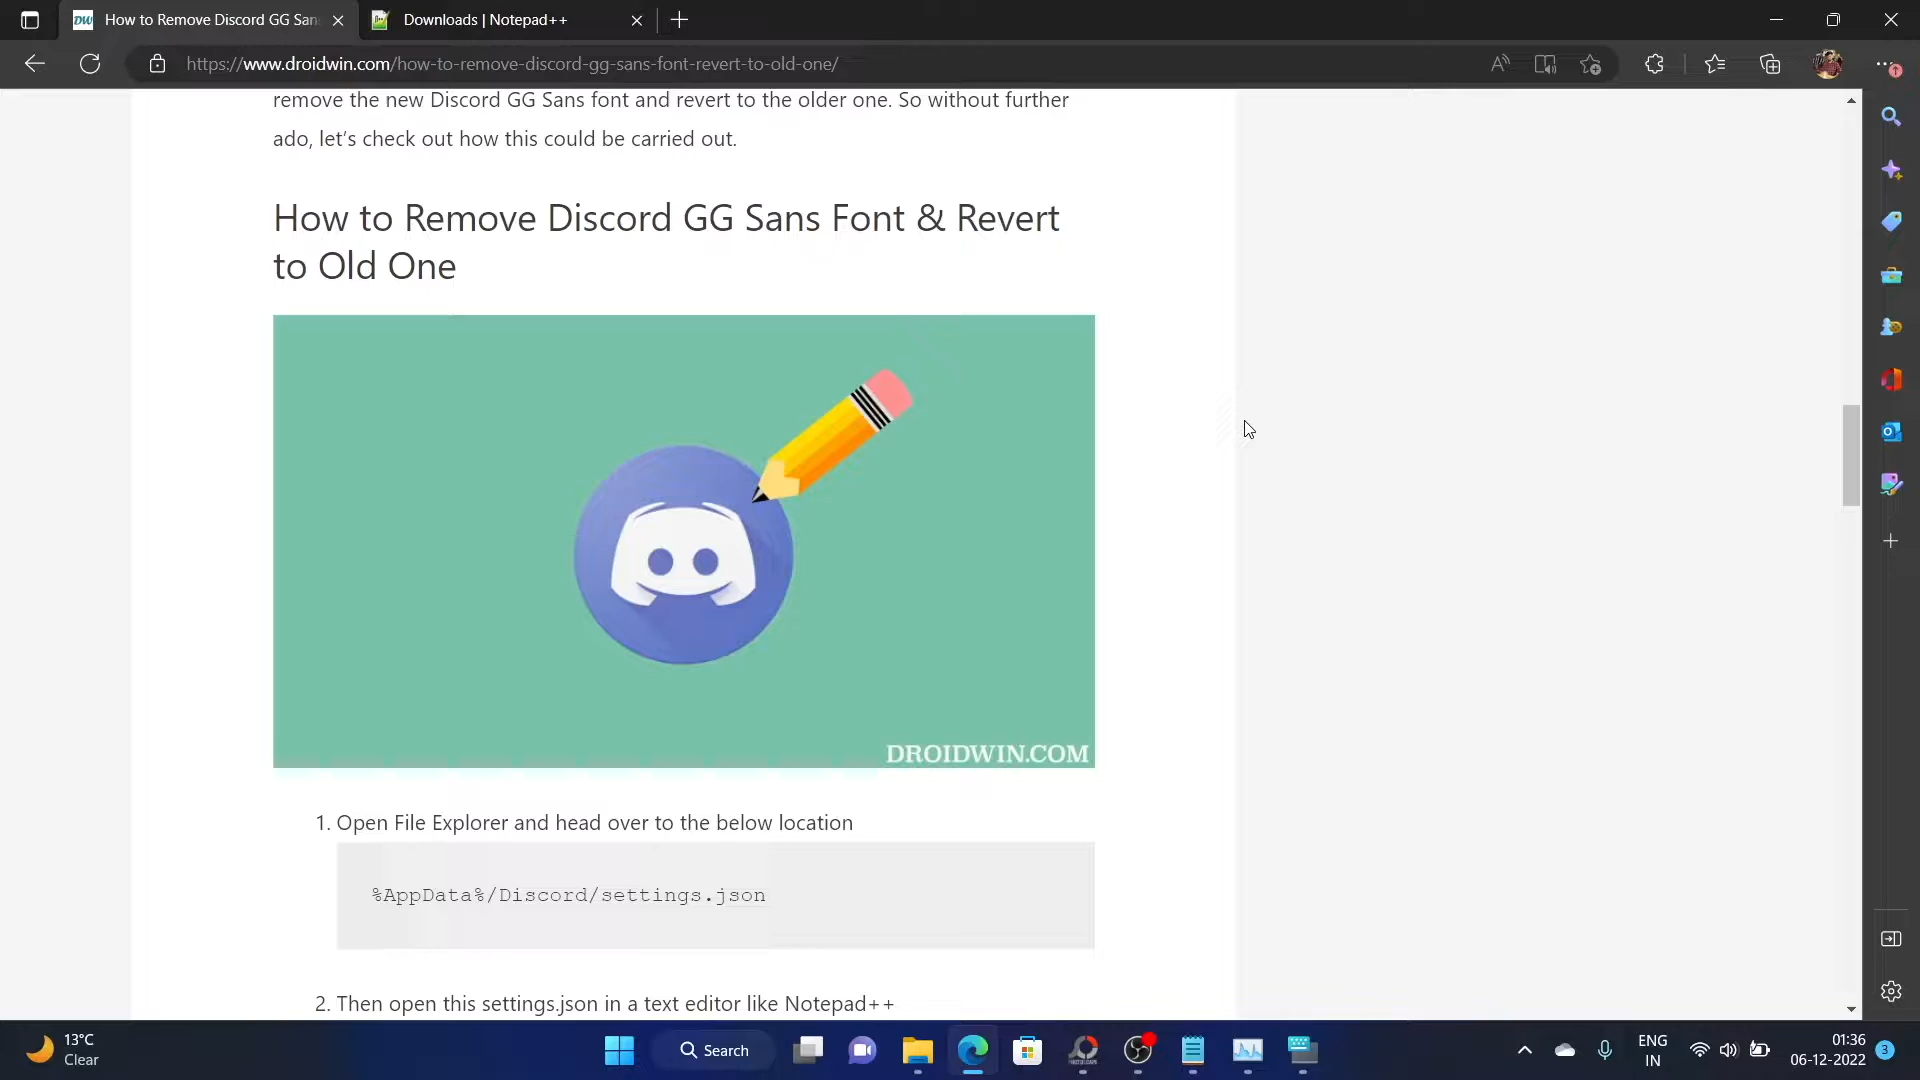 DW How to Remove Discord GG San
Downloads | Notepad++
https://www.droidwin.com/how-to-remove-discord-gg-sans-font-revert-to-old-one/
remove the new Discord GG Sans font and revert to the older one. So without further
ado, let’s check out how this could be carried out.
How to Remove Discord GG Sans Font & Revert
to Old One
DROIDWIN.COM
1. Open File Explorer and head over to the below location
%AppData%/Discord/settings.json
2. Then open this settings.json in a text editor like Notepad++
13°C
Clear
Search
ENG
IN
01:36
06-12-2022
3